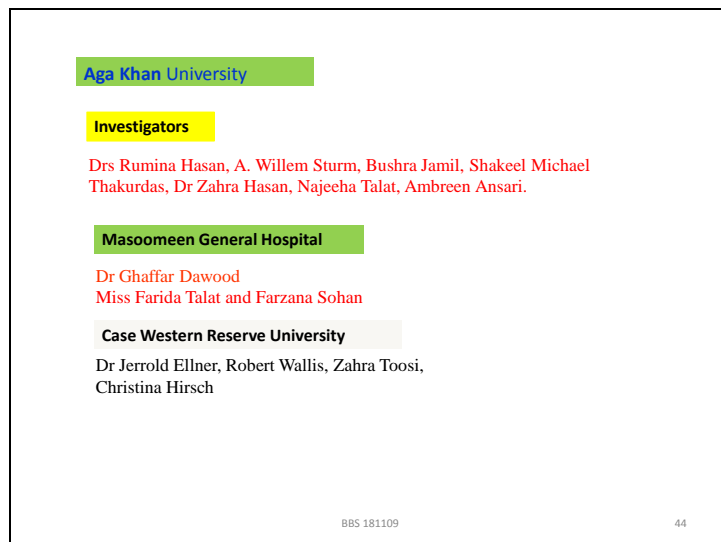 Aga Khan University
Investigators
Drs Rumina Hasan, A. Willem Sturm, Bushra Jamil, Shakeel Michael
Thakurdas, Dr Zahra Hasan, Najeeha Talat, Ambreen Ansari.
Masoomeen General Hospital
Dr Ghaffar Dawood
Miss Farida Talat and Farzana Sohan
Case Western Reserve University
Dr Jerrold Ellner, Robert Wallis, Zahra Toosi,
Christina Hirsch
BBS 181109
44